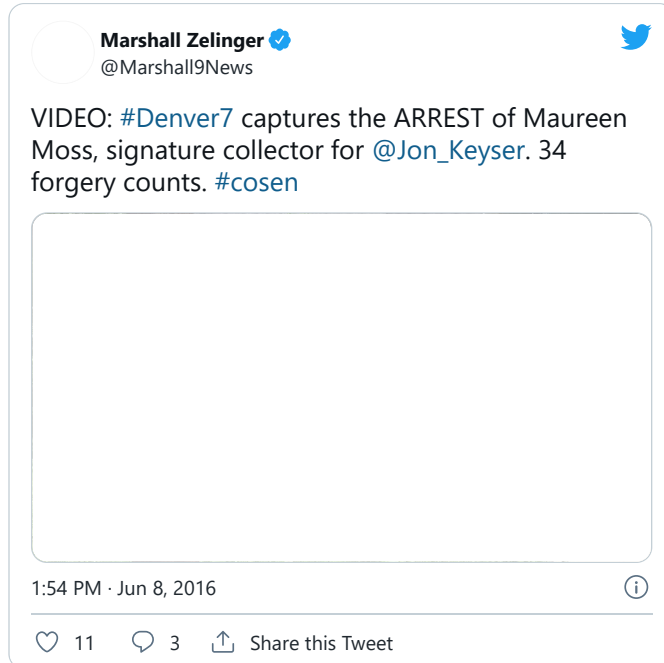 Marshall Zelinger
@Marshall9News
VIDEO: #Denver7 captures the ARREST of Maureen
Moss, signature collector for @Jon_Keyser. 34
forgery counts. #cosen
1:54 PM · Jun 8, 2016
11 3 Share this Tweet